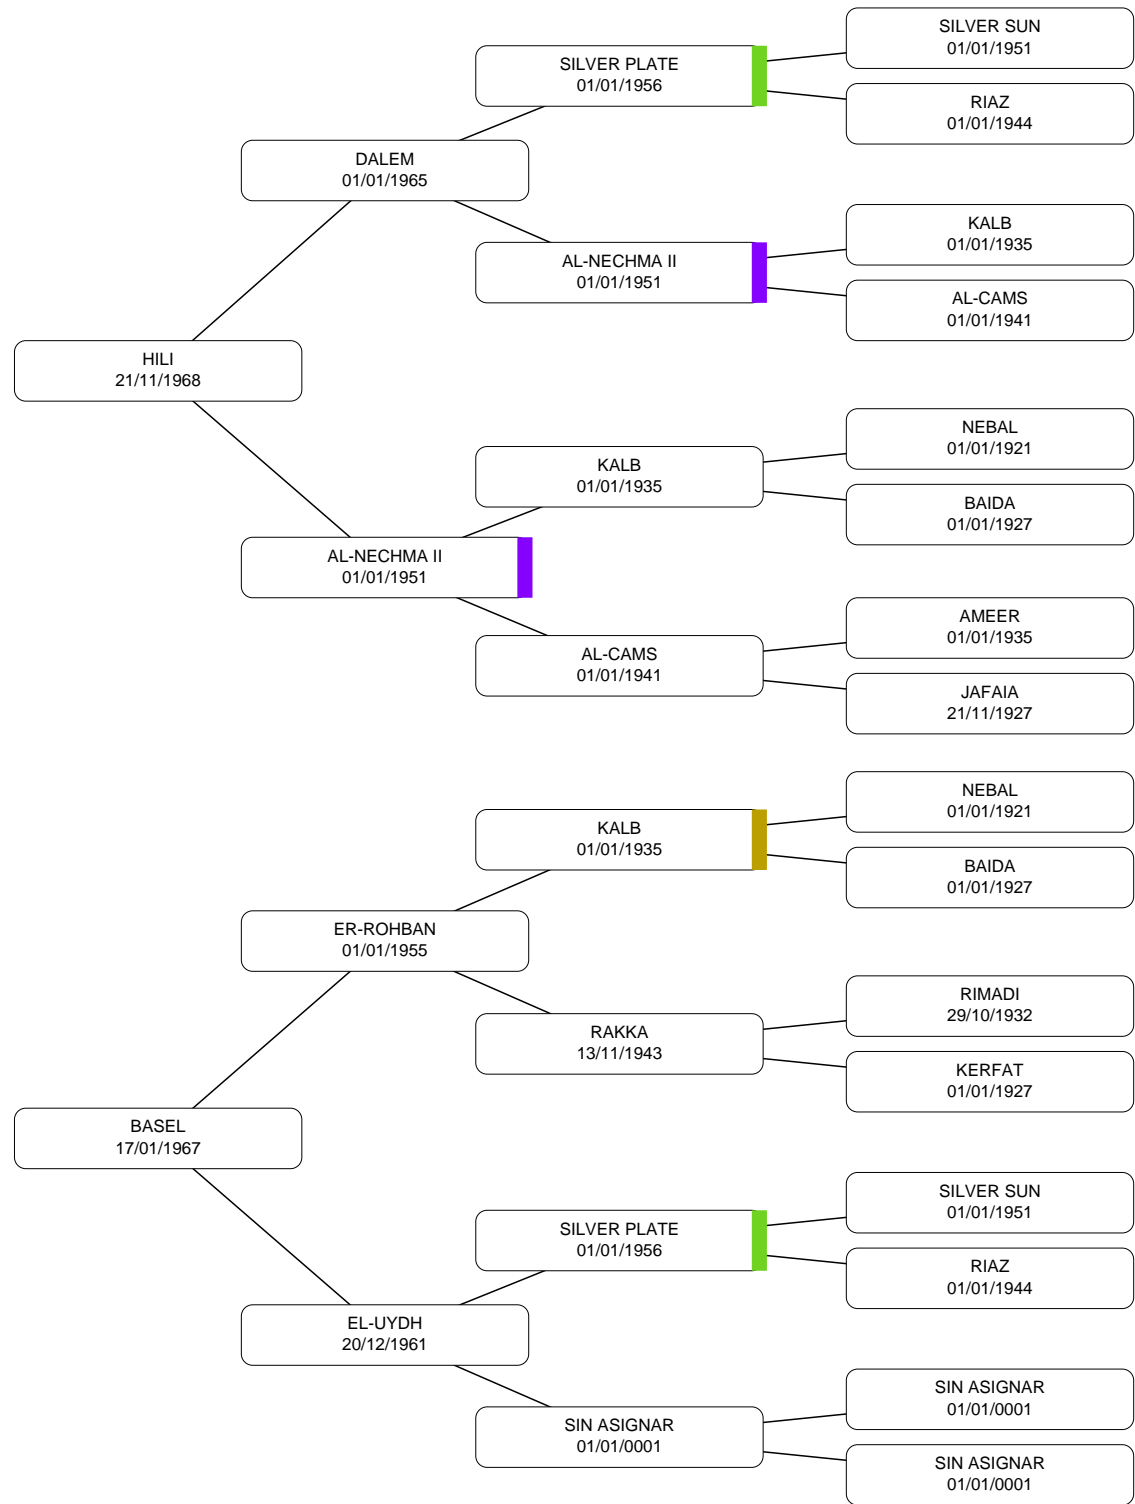 SILVER SUN
01/01/1951
SILVER PLATE
01/01/1956
RIAZ
01/01/1944
DALEM
01/01/1965
KALB
01/01/1935
AL-NECHMA II
01/01/1951
AL-CAMS
01/01/1941
HILI
21/11/1968
NEBAL
01/01/1921
KALB
01/01/1935
BAIDA
01/01/1927
AL-NECHMA II
01/01/1951
AMEER
01/01/1935
AL-CAMS
01/01/1941
JAFAIA
21/11/1927
NEBAL
01/01/1921
KALB
01/01/1935
BAIDA
01/01/1927
ER-ROHBAN
01/01/1955
RIMADI
29/10/1932
RAKKA
13/11/1943
KERFAT
01/01/1927
BASEL
17/01/1967
SILVER SUN
01/01/1951
SILVER PLATE
01/01/1956
RIAZ
01/01/1944
EL-UYDH
20/12/1961
SIN ASIGNAR
01/01/0001
SIN ASIGNAR
01/01/0001
SIN ASIGNAR
01/01/0001